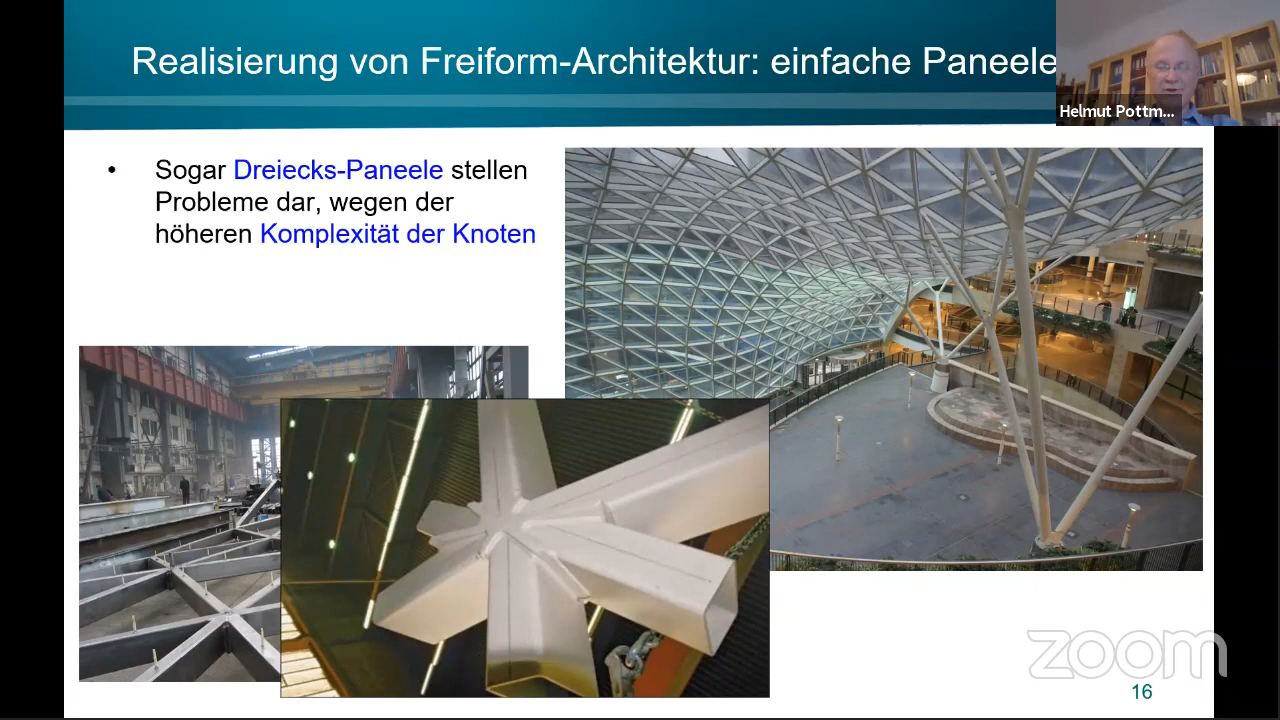 Realisierung von Freiform-Architektur: einfache Paneele
Helmut Pottm...
• Sogar Dreiecks-Paneele stellen
Probleme dar, wegen der
höheren Komplexität der Knoten
zoom
16